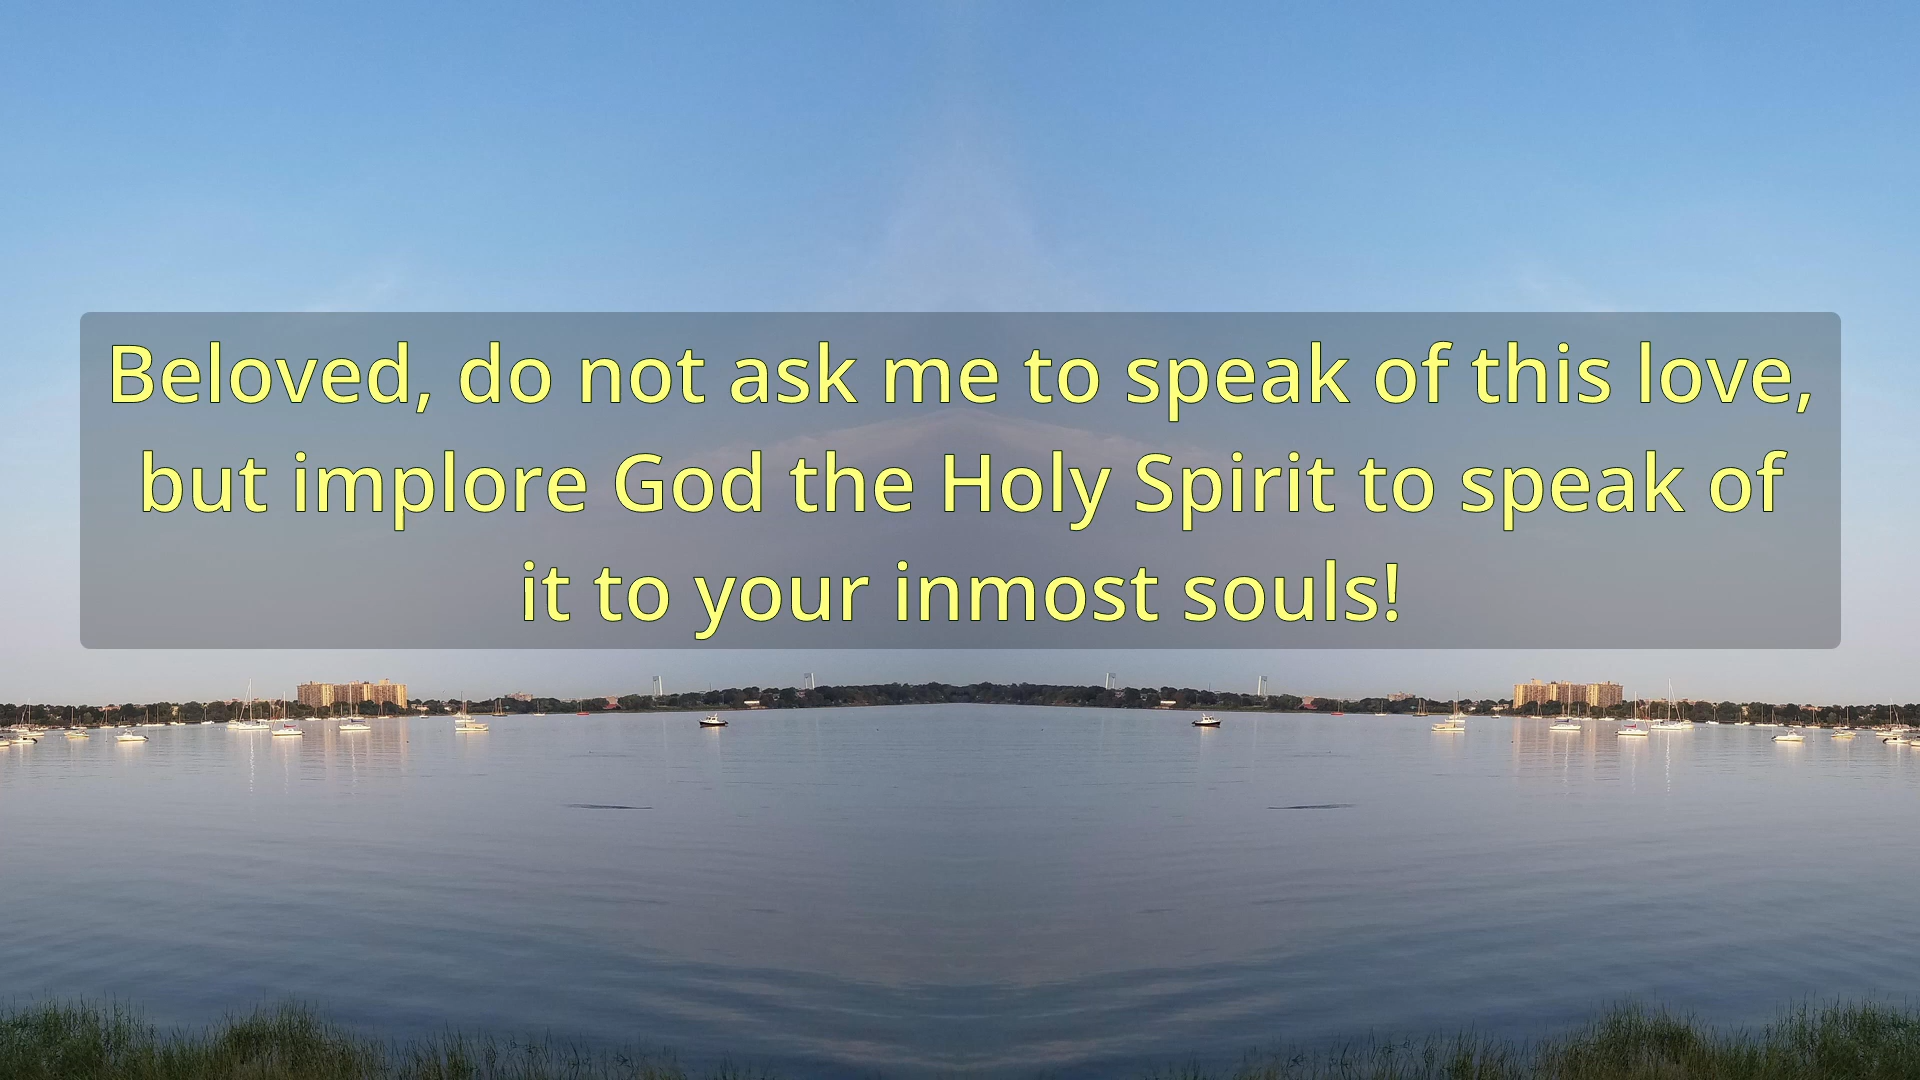 Beloved, do not ask me to speak of this love,
but implore God the Holy Spirit to speak of
it to your inmost souls!